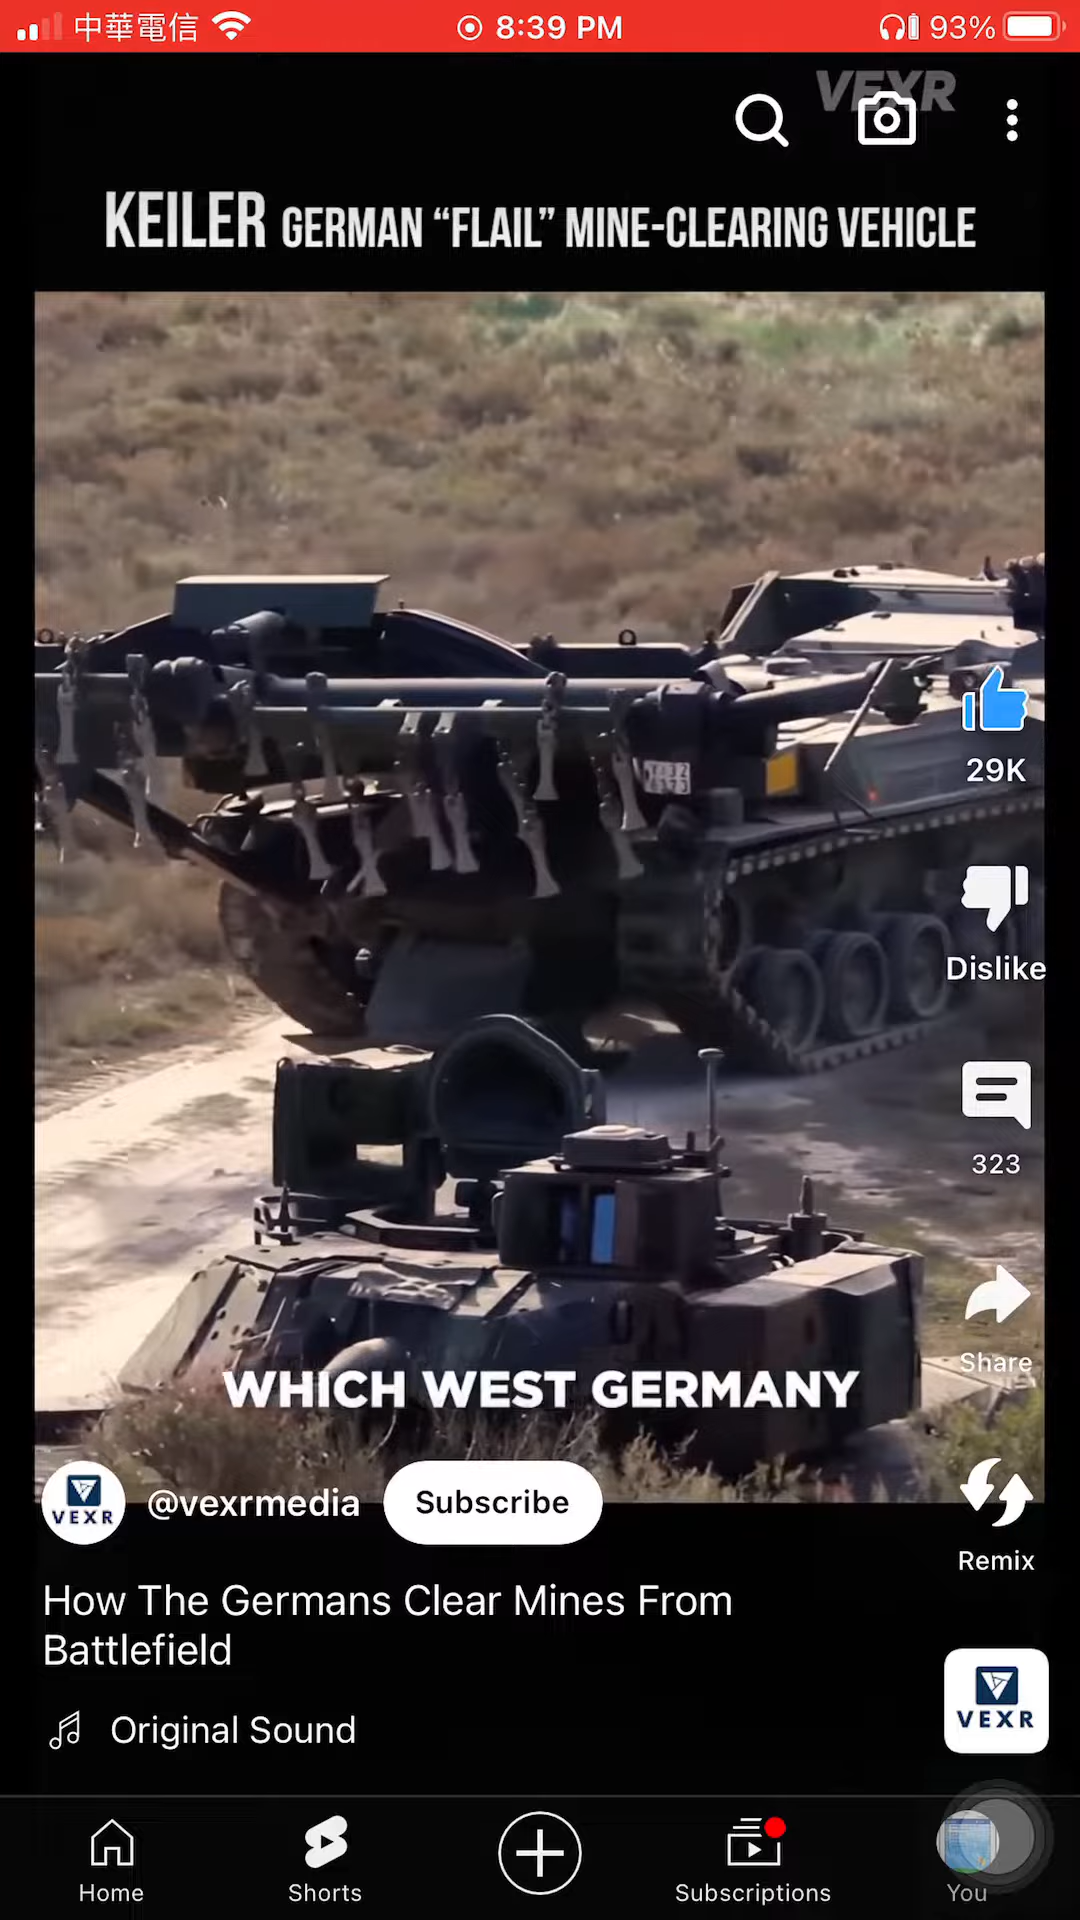 中華電信
8:39 PM
93%
VEXR
KEILER GERMAN “FLAIL” MINE-CLEARING VEHICLE
29K
Dislike
323
Share
WHICH WEST GERMANY
VEXR
@vexrmedia
Subscribe
Remix
How The Germans Clear Mines From
Battlefield
VEXR
Original Sound
Home
Shorts
Subscriptions
You